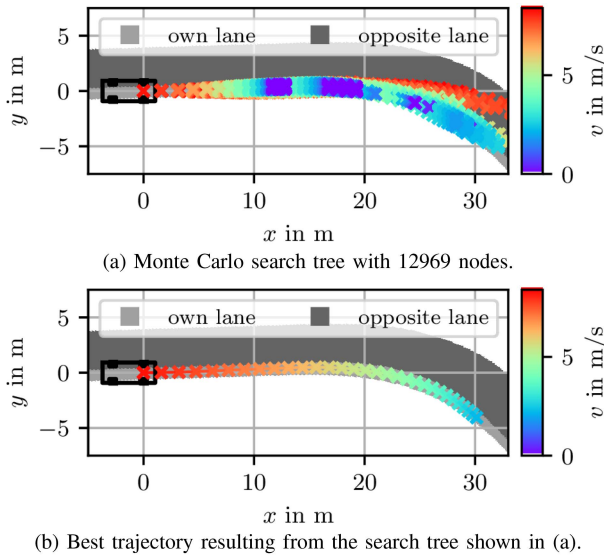 own lane opposite lane
5
0
−5
y in m
0 10 20 30
x in m
5
0
v in m/s
(a) Monte Carlo search tree with 12969 nodes.
own lane opposite lane
5
0
−5
y in m
0 10 20 30
x in m
5
0
v in m/s
(b) Best trajectory resulting from the search tree shown in (a).